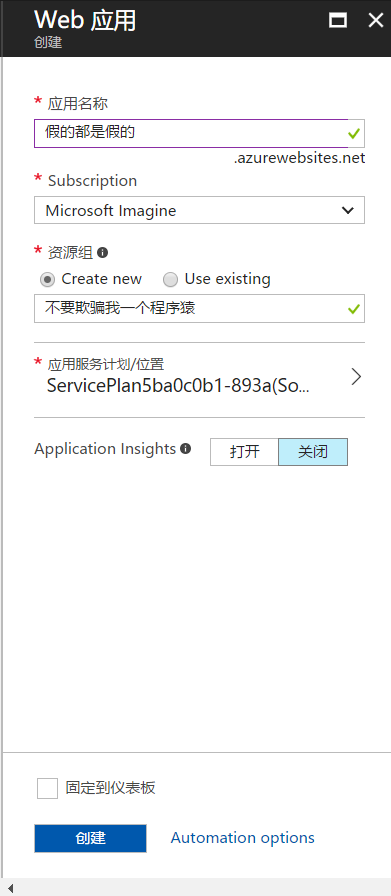 Web 应用
创建
* 应用名称
假的都是假的
.azurewebsites.net
* Subscription
Microsoft Imagine
* 资源组
Create new Use existing
不要欺骗我一个程序猿
* 应用服务计划/位置
ServicePlan5ba0c0b1-893a(So...
Application Insights 打开 关闭
固定到仪表板
创建 Automation options